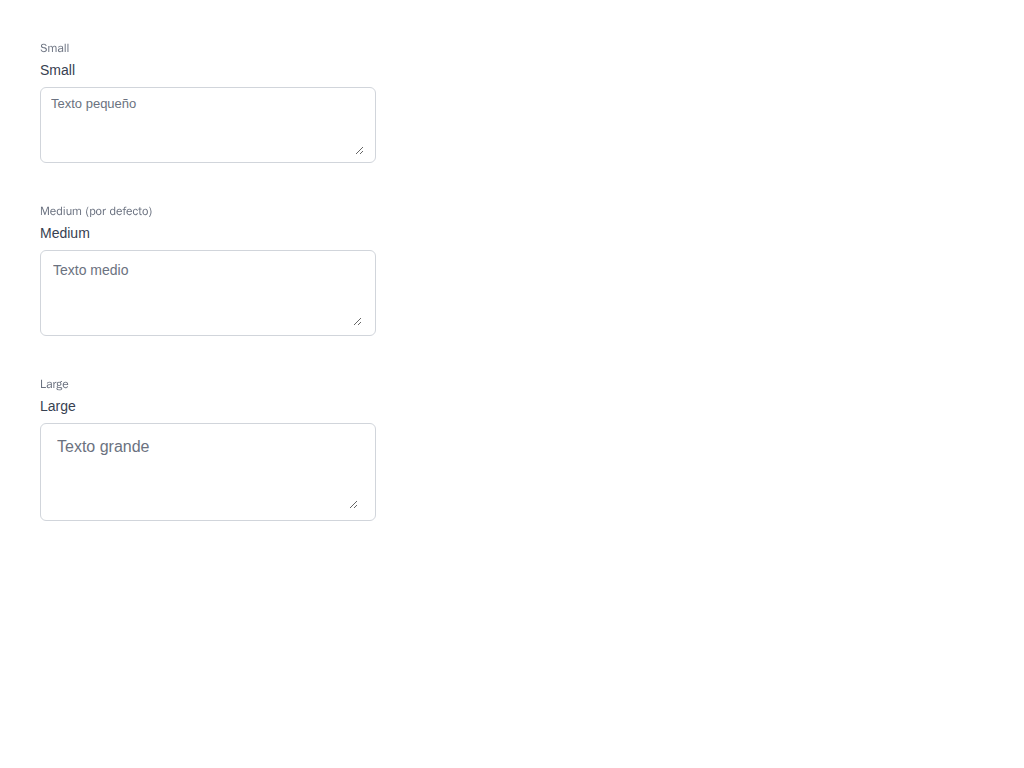 Small
Small
Texto pequeño
Medium (por defecto)
Medium
Texto medio
Large
Large
Texto grande